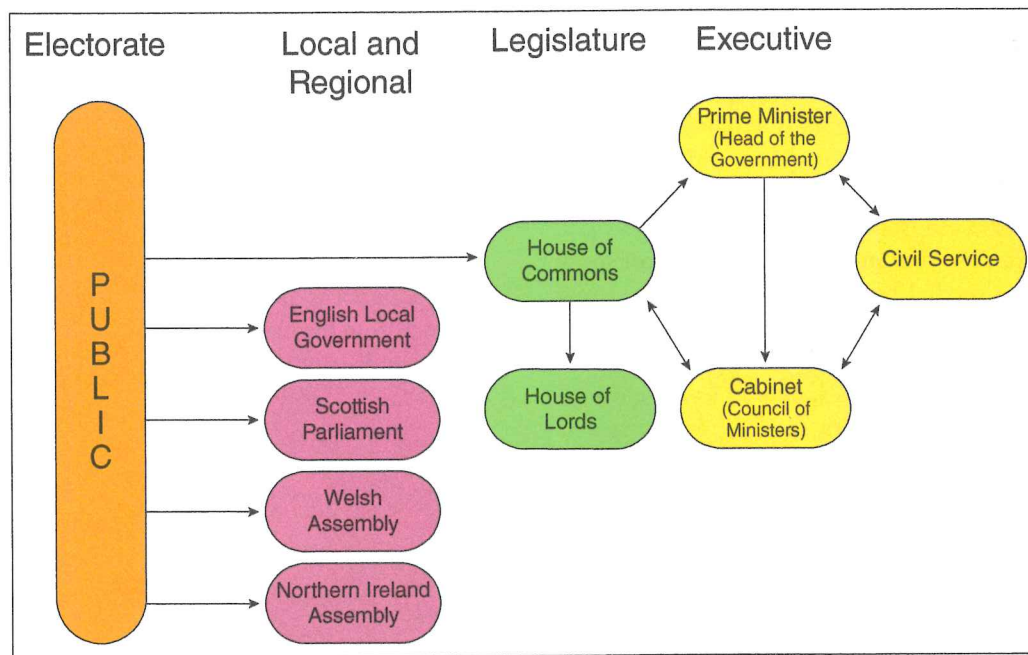 Electorate
Local and
Regional
Legislature
Executive
PUBLIC
English Local
Government
Scottish
Parliament
Welsh
Assembly
Northern Ireland
Assembly
House of
Commons
House of
Lords
Prime Minister
(Head of the
Government)
Civil Service
Cabinet
(Council of
Ministers)